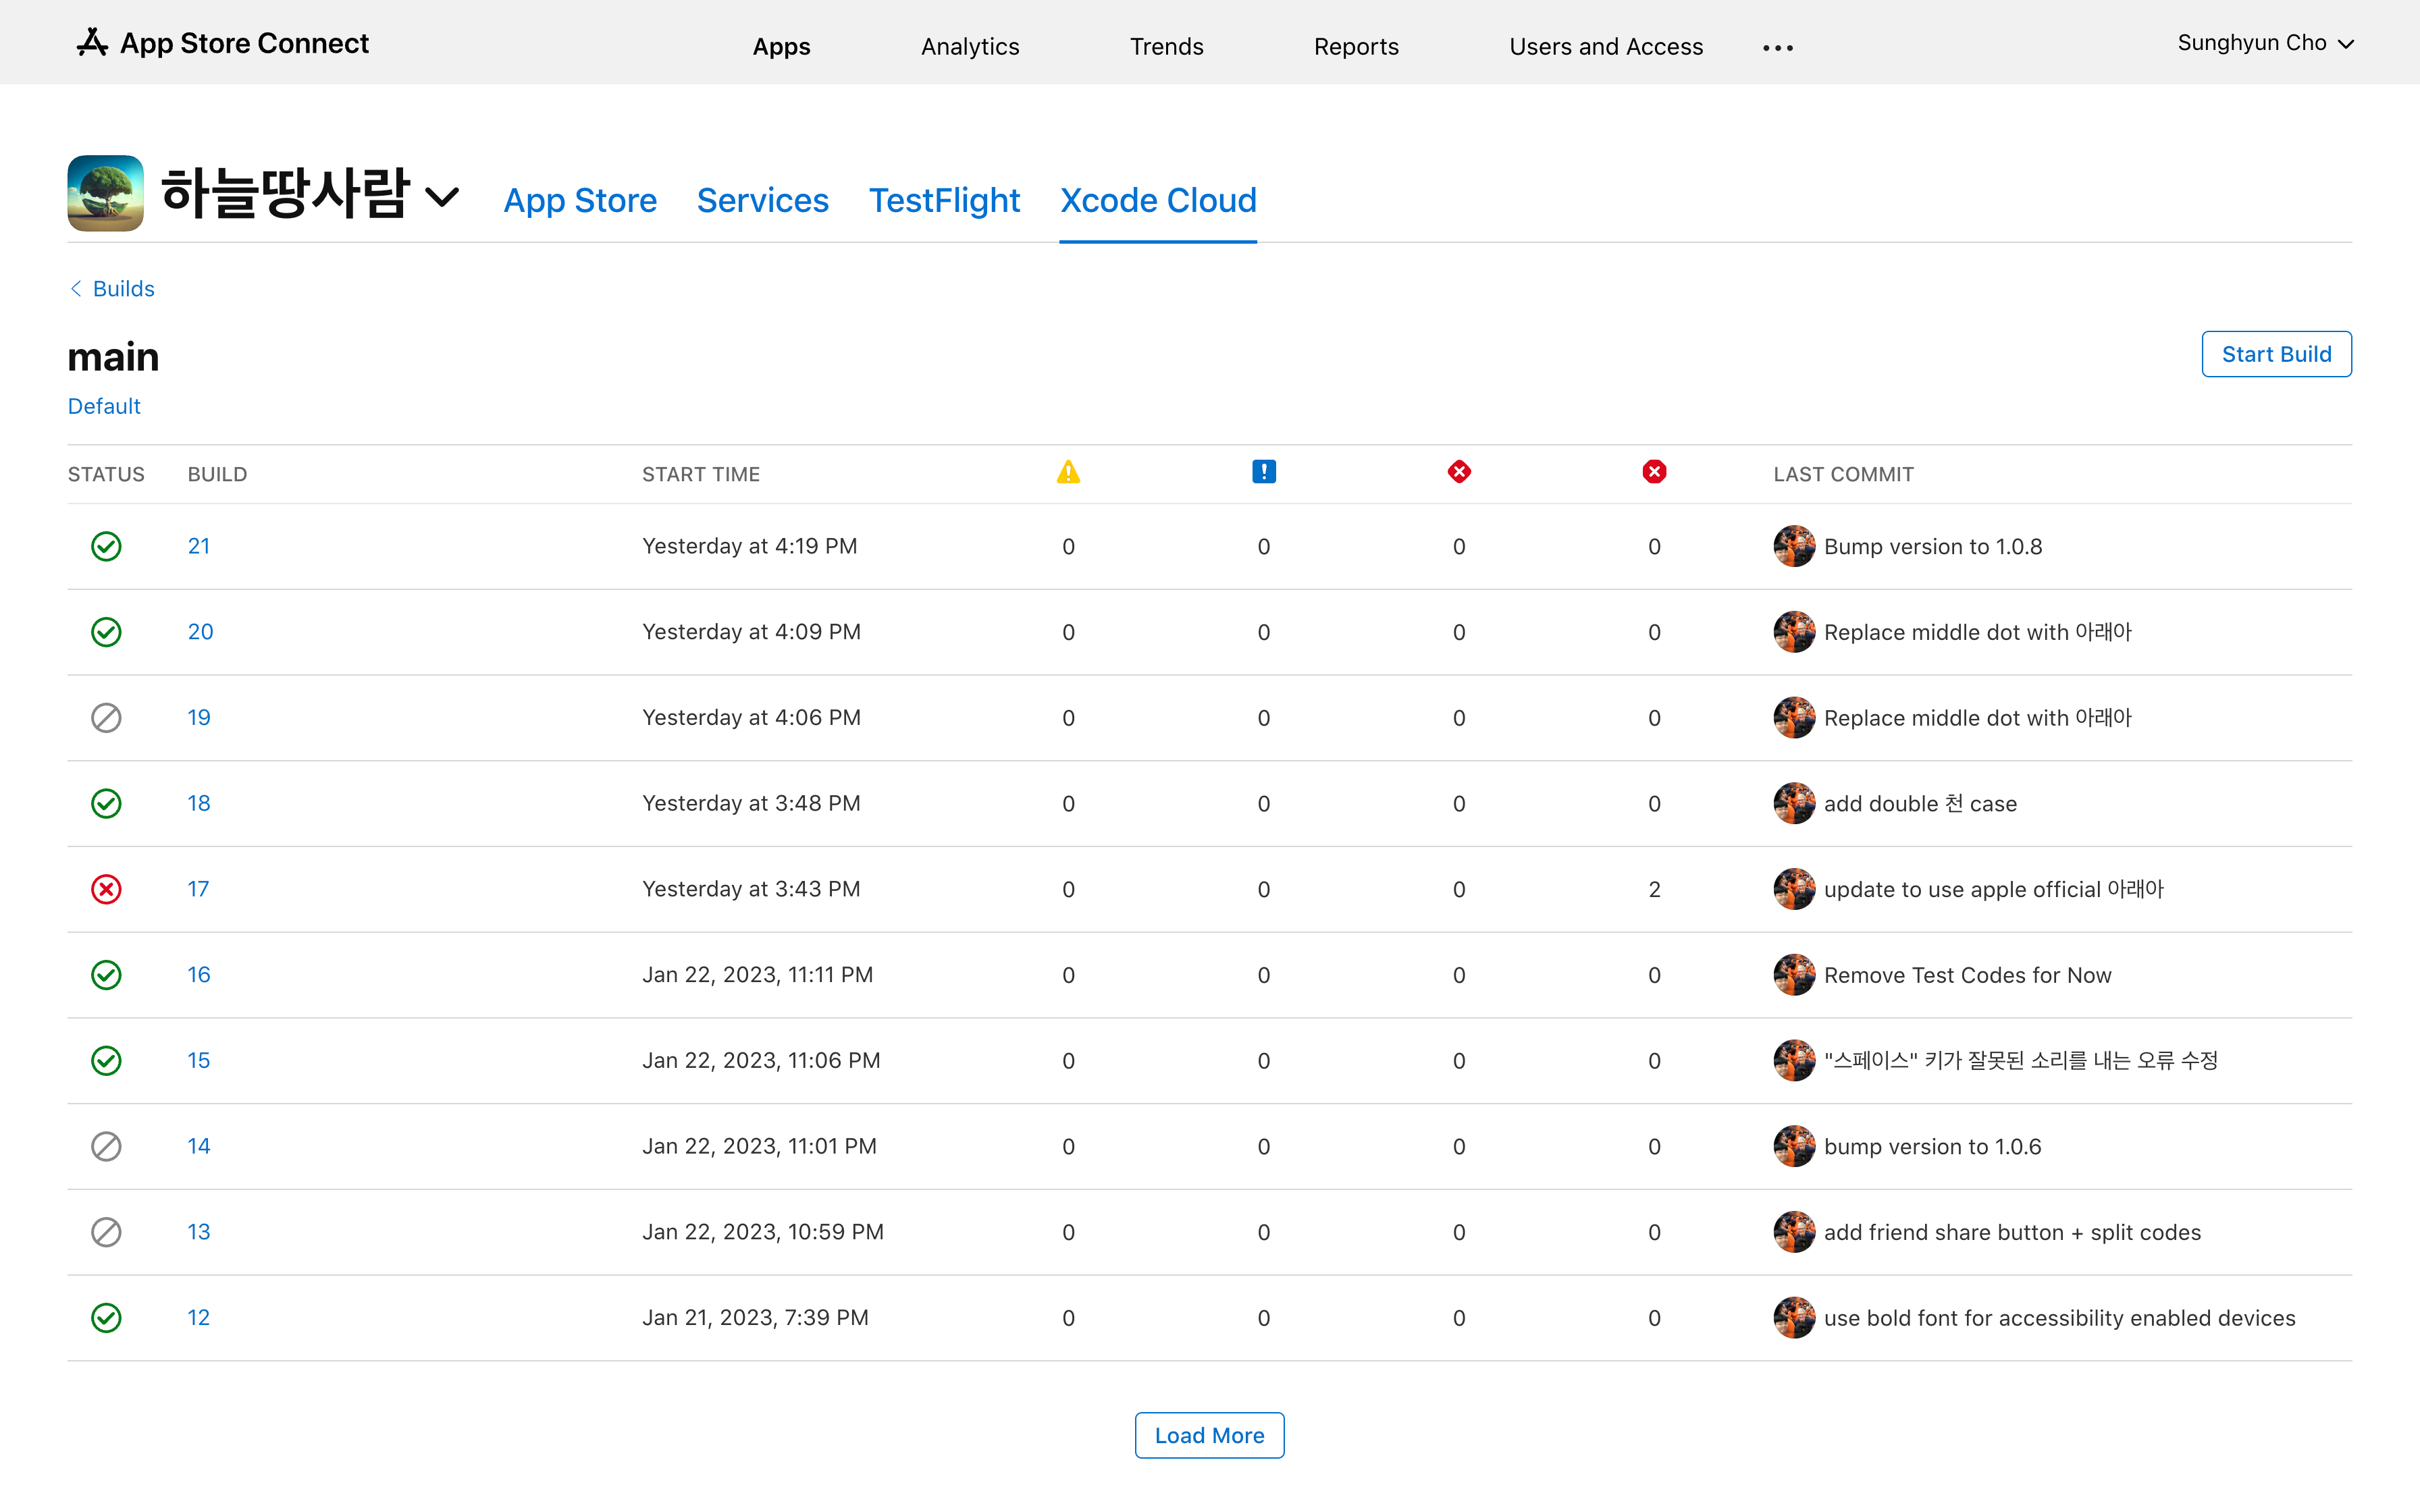 App Store Connect Apps Analytics Trends Reports Users and Access ••• Sunghyun Cho
하늘땅사람 App Store Services TestFlight Xcode Cloud
Builds
main Start Build
Default
STATUS BUILD START TIME LAST COMMIT
21 Yesterday at 4:19 PM 0 0 0 0 Bump version to 1.0.8
20 Yesterday at 4:09 PM 0 0 0 0 Replace middle dot with 아래아
19 Yesterday at 4:06 PM 0 0 0 0 Replace middle dot with 아래아
18 Yesterday at 3:48 PM 0 0 0 0 add double 천 case
17 Yesterday at 3:43 PM 0 0 0 2 update to use apple official 아래아
16 Jan 22, 2023, 11:11 PM 0 0 0 0 Remove Test Codes for Now
15 Jan 22, 2023, 11:06 PM 0 0 0 0 "스페이스" 키가 잘못된 소리를 내는 오류 수정
14 Jan 22, 2023, 11:01 PM 0 0 0 0 bump version to 1.0.6
13 Jan 22, 2023, 10:59 PM 0 0 0 0 add friend share button + split codes
12 Jan 21, 2023, 7:39 PM 0 0 0 0 use bold font for accessibility enabled devices
Load More